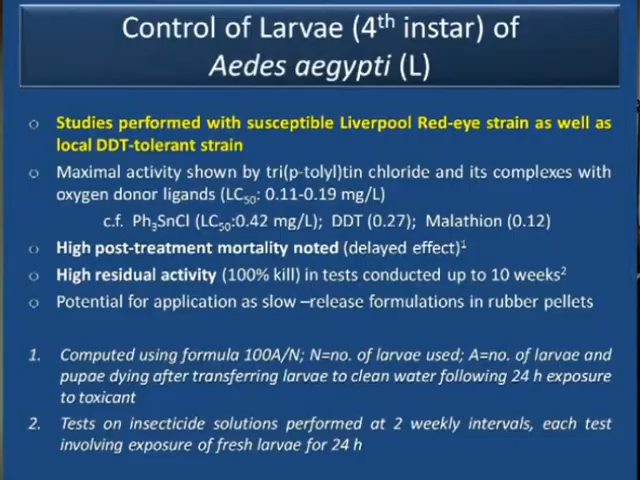 Control of Larvae (4th instar) of
Aedes aegypti (L)
○ Studies performed with susceptible Liverpool Red-eye strain as well as
local DDT-tolerant strain
○ Maximal activity shown by tri(p-tolyl)tin chloride and its complexes with
oxygen donor ligands (LC50: 0.11-0.19 mg/L)
c.f. Ph3SnCl (LC50:0.42 mg/L); DDT (0.27); Malathion (0.12)
○ High post-treatment mortality noted (delayed effect)1
○ High residual activity (100% kill) in tests conducted up to 10 weeks2
○ Potential for application as slow –release formulations in rubber pellets
1. Computed using formula 100A/N; N=no. of larvae used; A=no. of larvae and
pupae dying after transferring larvae to clean water following 24 h exposure
to toxicant
2. Tests on insecticide solutions performed at 2 weekly intervals, each test
involving exposure of fresh larvae for 24 h